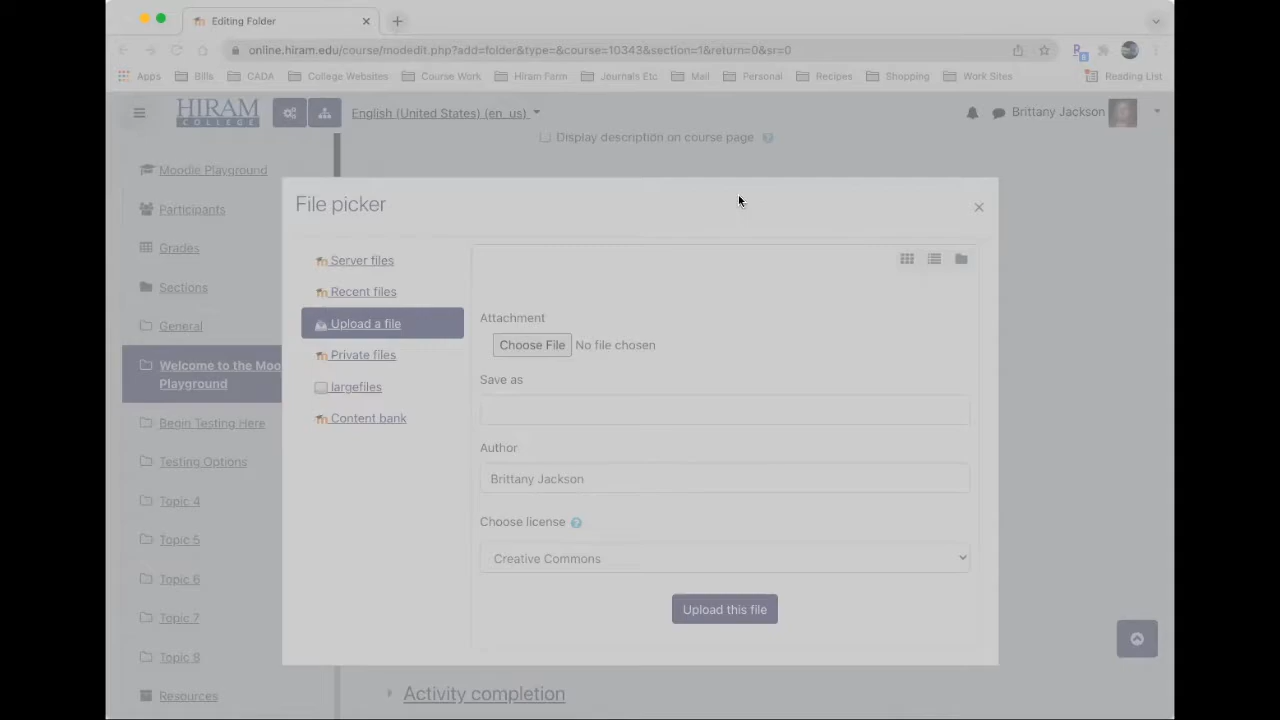 Editing Folder
online.hiram.edu/course/modedit.php?add=folder&type=&course=10343&section=1&return=0&sr=0
Apps Bills CADA College Websites Course Work Hiram Farm Journals Etc Mail Personal Recipes Shopping Work Sites Reading List
HIRAM
COLLEGE
English (United States) (en_us)
Brittany Jackson
Display description on course page
Moodle Playground
Participants
Grades
Sections
General
Welcome to the Moo
Playground
Begin Testing Here
Testing Options
Topic 4
Topic 5
Topic 6
Topic 7
Topic 8
Resources
File picker
Server files
Recent files
Upload a file
Private files
largefiles
Content bank
Attachment
Choose File No file chosen
Save as
Author
Brittany Jackson
Choose license
Creative Commons
Upload this file
Activity completion